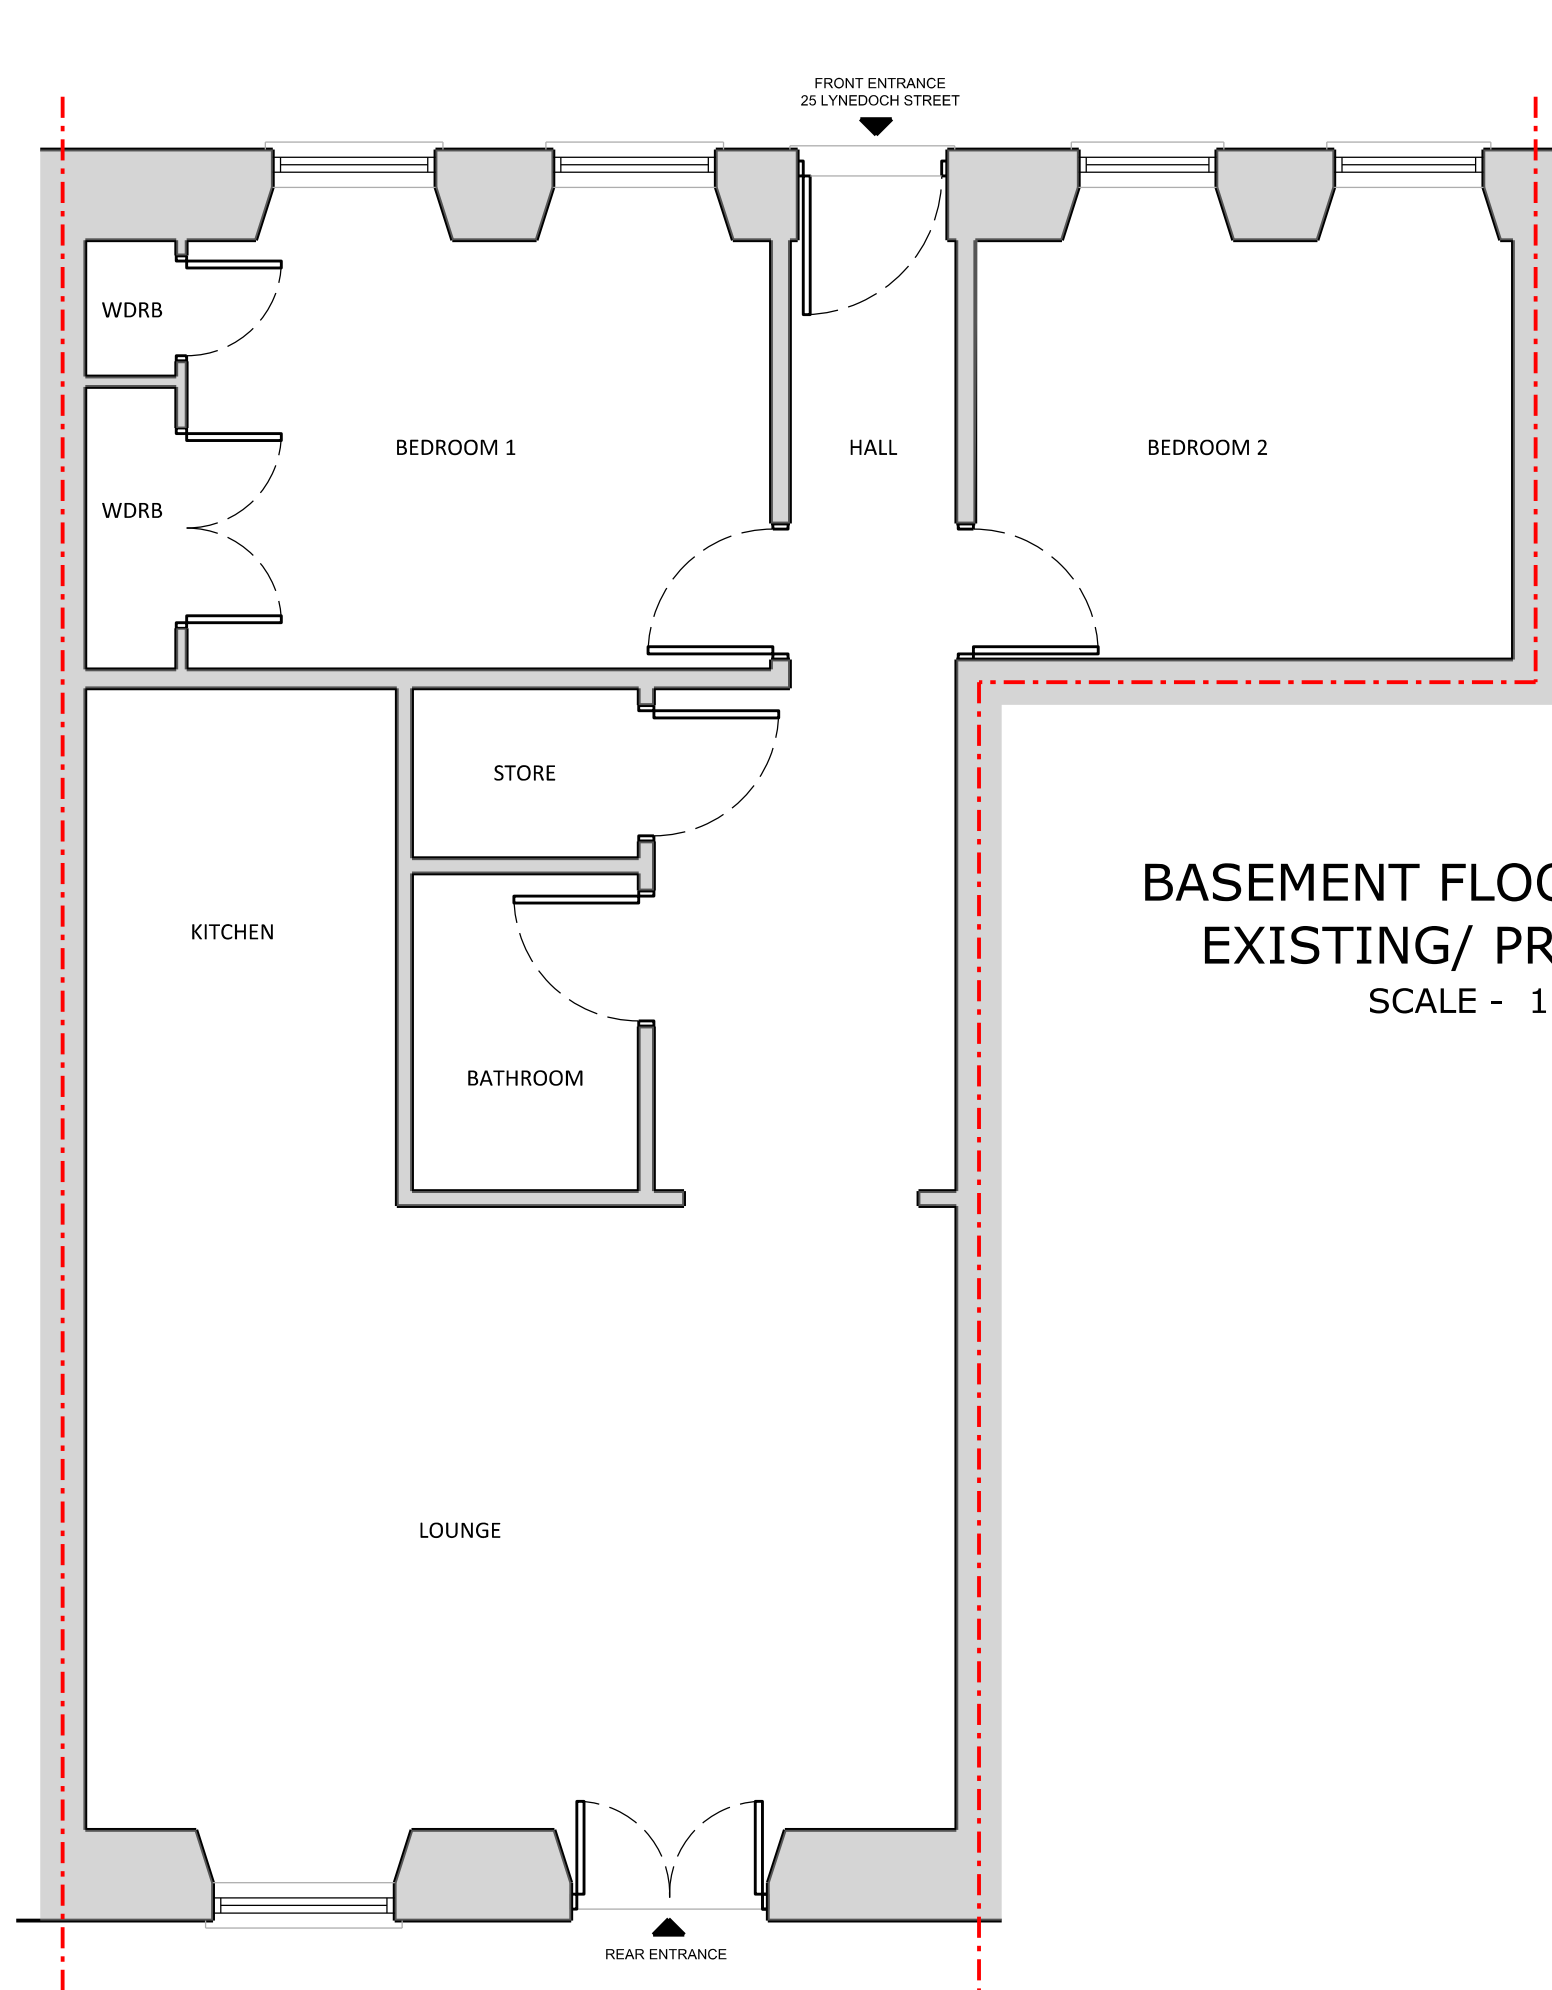 FRONT ENTRANCE
25 LYNEDOCH STREET
WDRB
BEDROOM 1
HALL
BEDROOM 2
WDRB
STORE
KITCHEN
BASEMENT FLOO
EXISTING/ PR
SCALE - 1
BATHROOM
LOUNGE
REAR ENTRANCE